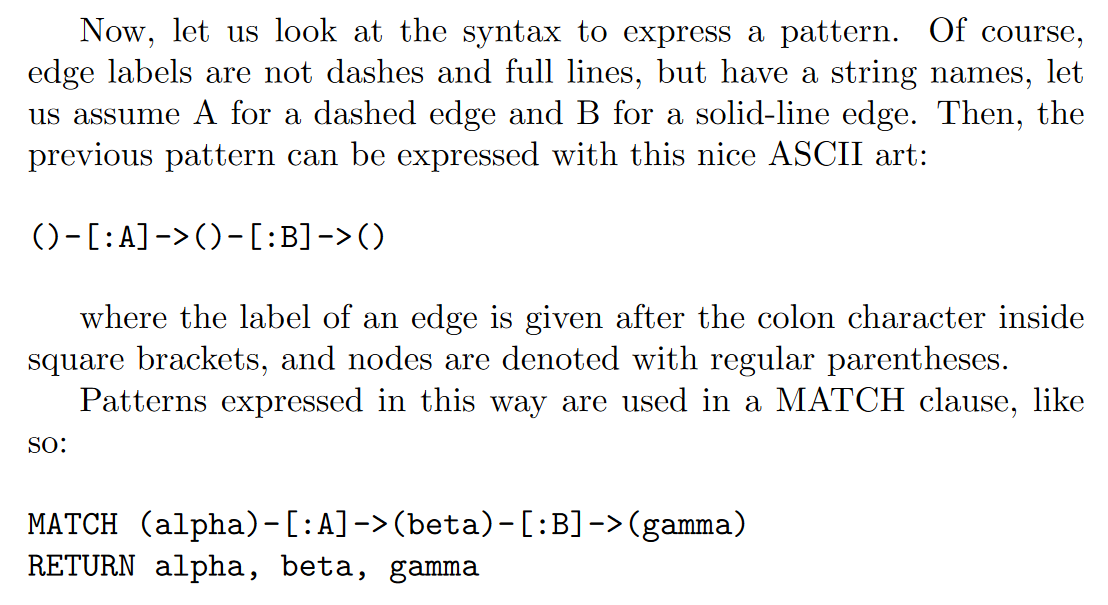 Now, let us look at the syntax to express a pattern. Of course,
edge labels are not dashes and full lines, but have a string names, let
us assume A for a dashed edge and B for a solid-line edge. Then, the
previous pattern can be expressed with this nice ASCII art:
()-[:A]->()-[:B]->()
where the label of an edge is given after the colon character inside
square brackets, and nodes are denoted with regular parentheses.
Patterns expressed in this way are used in a MATCH clause, like
so:
MATCH (alpha)-[:A]->(beta)-[:B]->(gamma)
RETURN alpha, beta, gamma